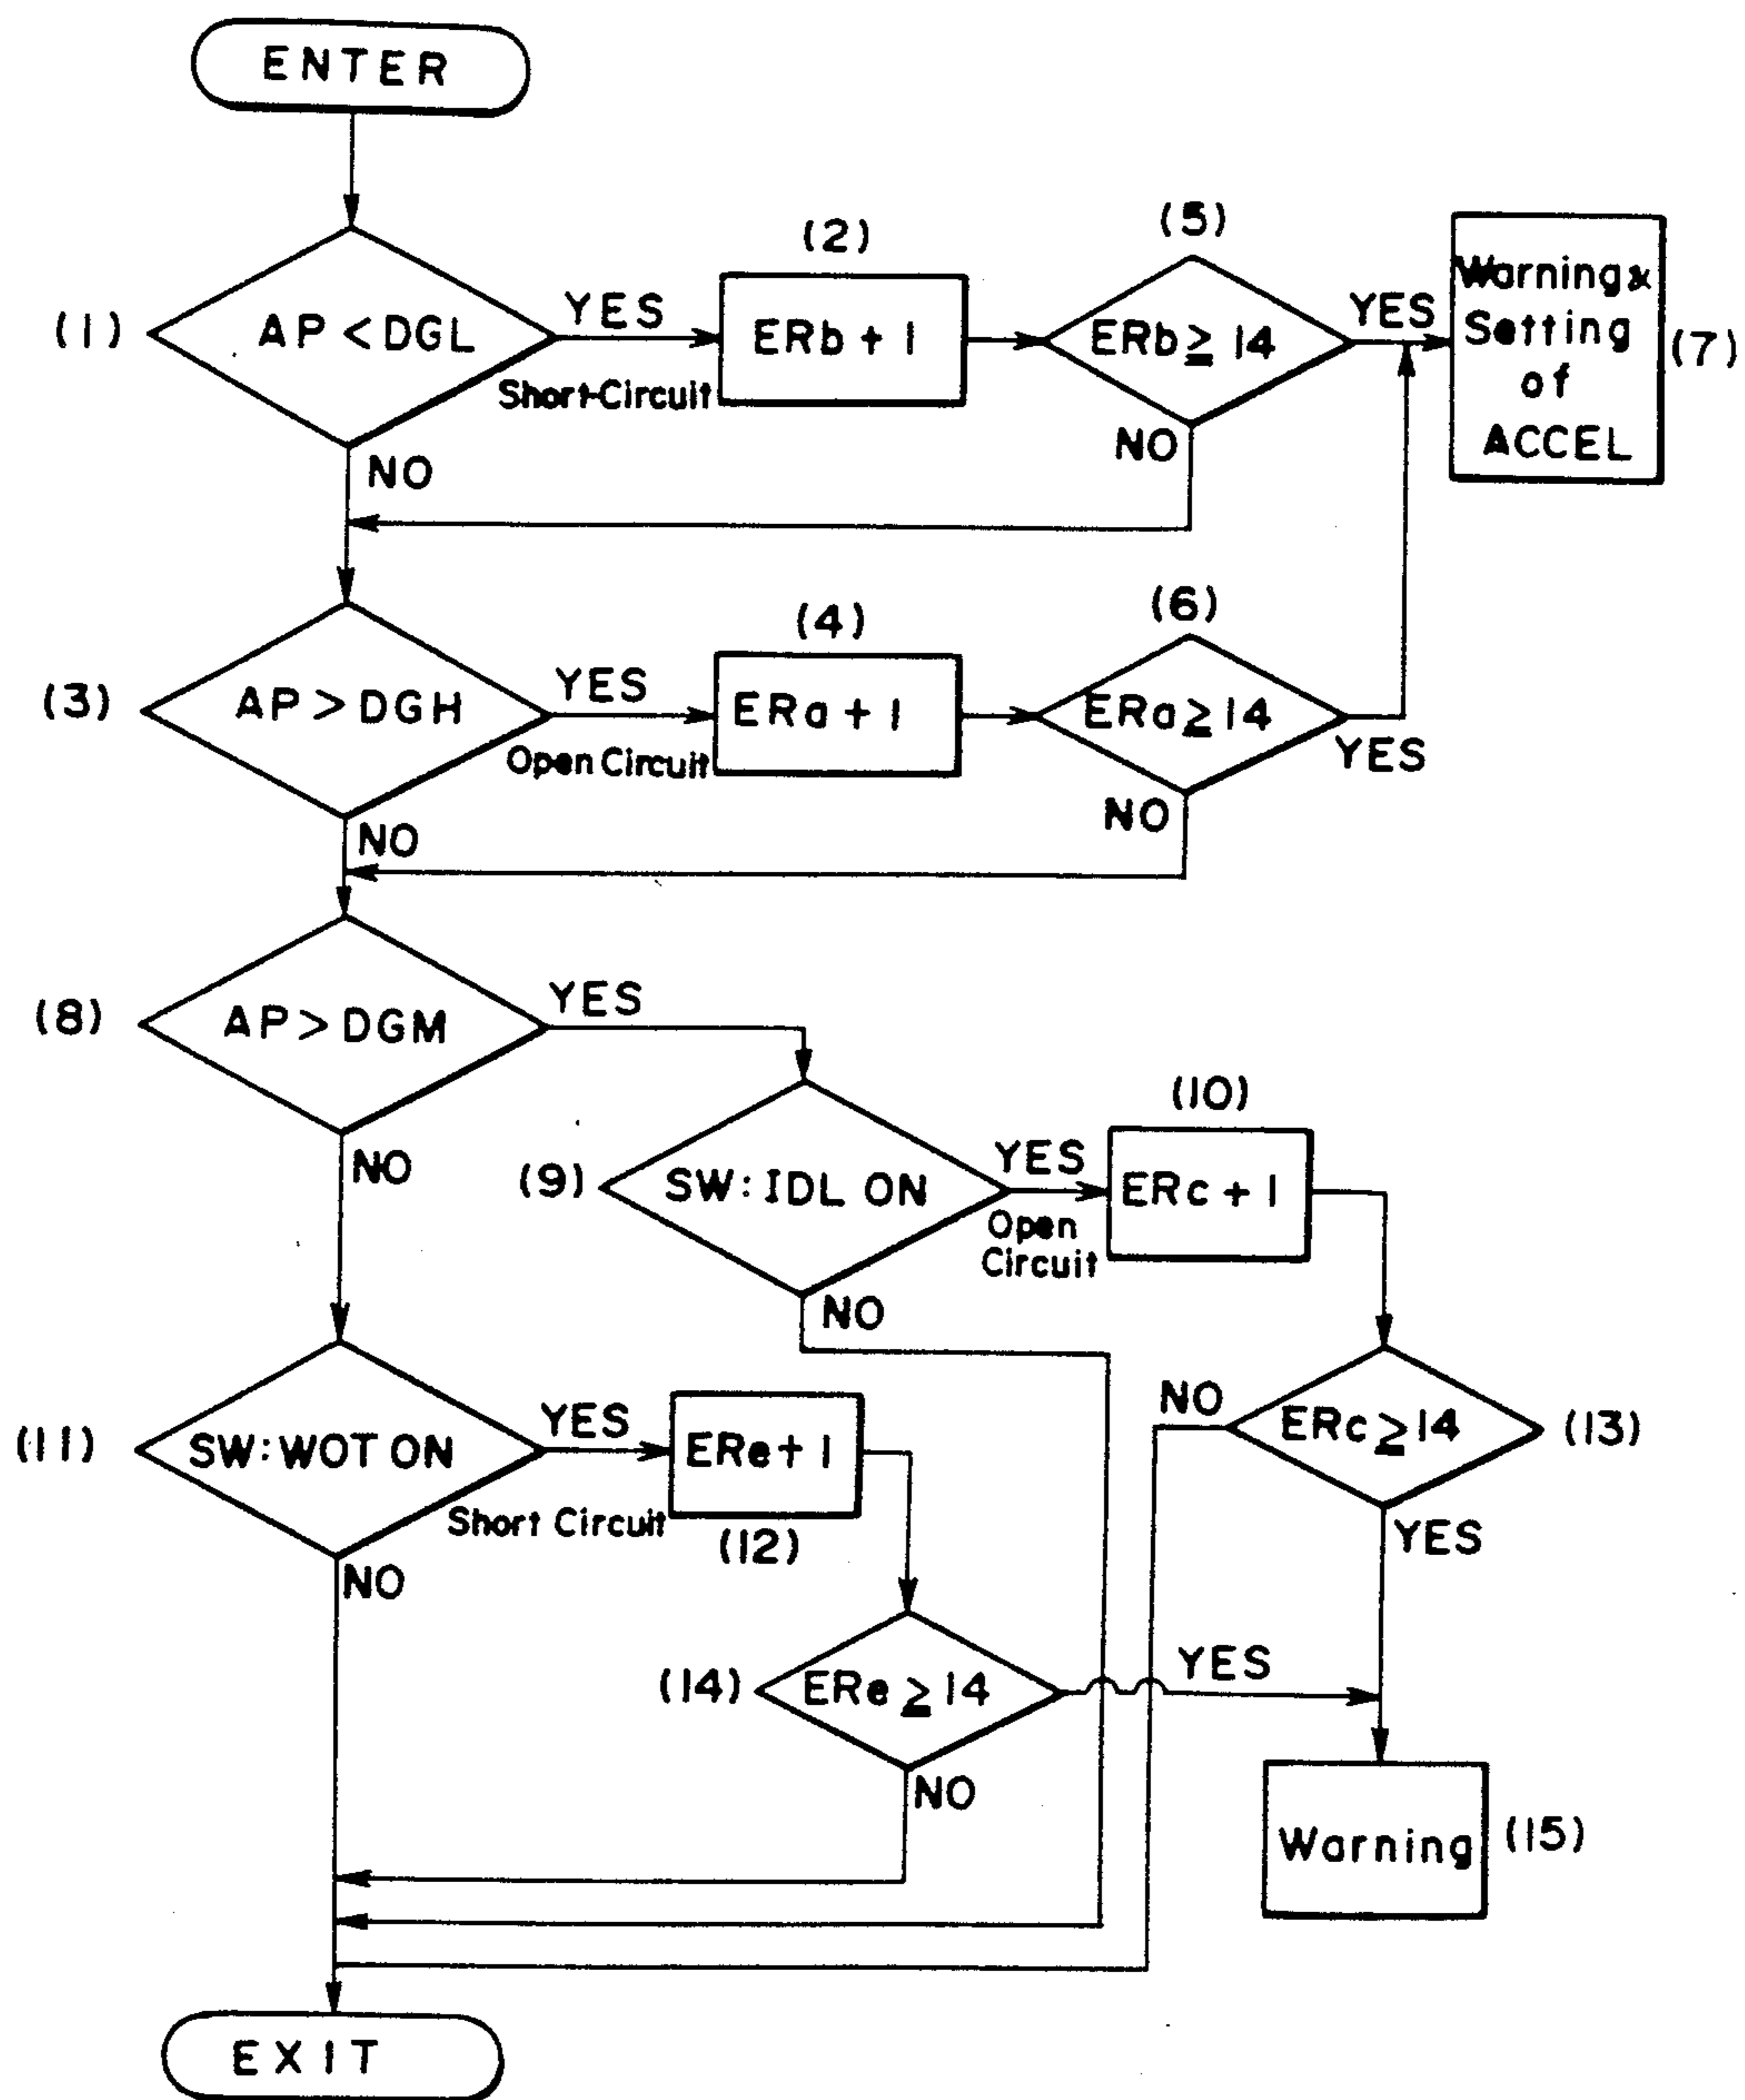 ENTER
(1)
AP < DGL
YES
Short-Circuit
NO
(2)
ERb + 1
(5)
ERb ≧ 14
YES
NO
Warning &
Setting
of
ACCEL
(7)
(3)
AP > DGH
YES
Open Circuit
NO
(4)
ERa + 1
(6)
ERa ≧ 14
YES
NO
(8)
AP > DGM
YES
NO
(9)
SW: IDL ON
YES
Open
Circuit
NO
(10)
ERc + 1
(11)
SW: WOT ON
YES
Short Circuit
NO
ERe + 1
(12)
NO
ERc ≧ 14
(13)
YES
(14)
ERe ≧ 14
YES
NO
Warning
(15)
EXIT